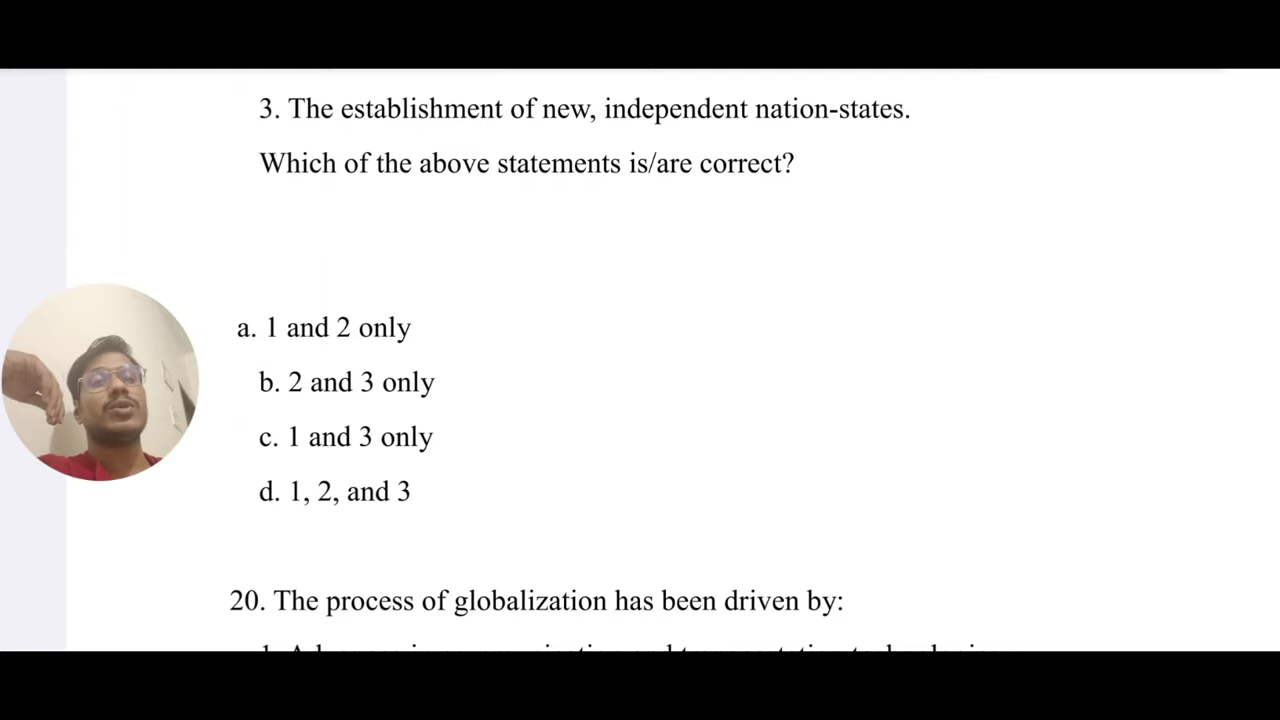 3. The establishment of new, independent nation-states.
Which of the above statements is/are correct?
a. 1 and 2 only
b. 2 and 3 only
c. 1 and 3 only
d. 1, 2, and 3
20. The process of globalization has been driven by: